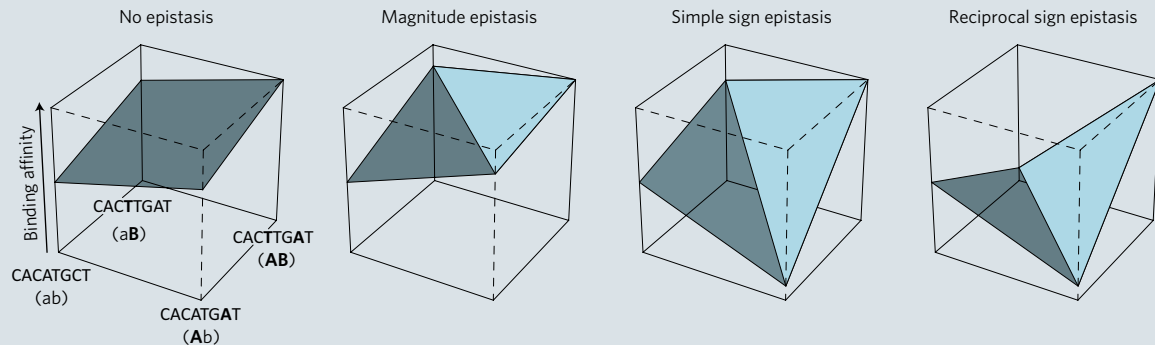 No epistasis
Magnitude epistasis
Simple sign epistasis
Reciprocal sign epistasis
Binding affinity
CACTTGAT
(aB)
CACTTGAT
(AB)
CACATGCT
(ab)
CACATGAT
(Ab)